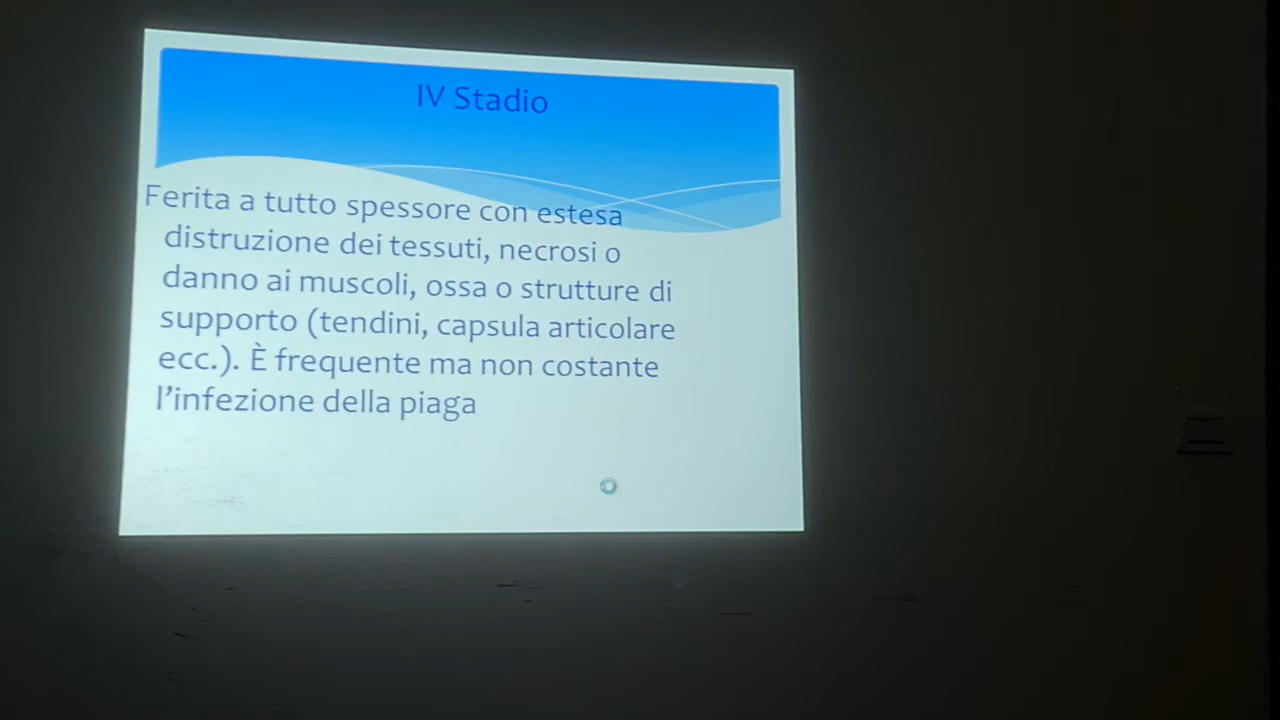 IV Stadio
Ferita a tutto spessore con estesa
distruzione dei tessuti, necrosi o
danno ai muscoli, ossa o strutture di
supporto (tendini, capsula articolare
ecc.). È frequente ma non costante
l’infezione della piaga